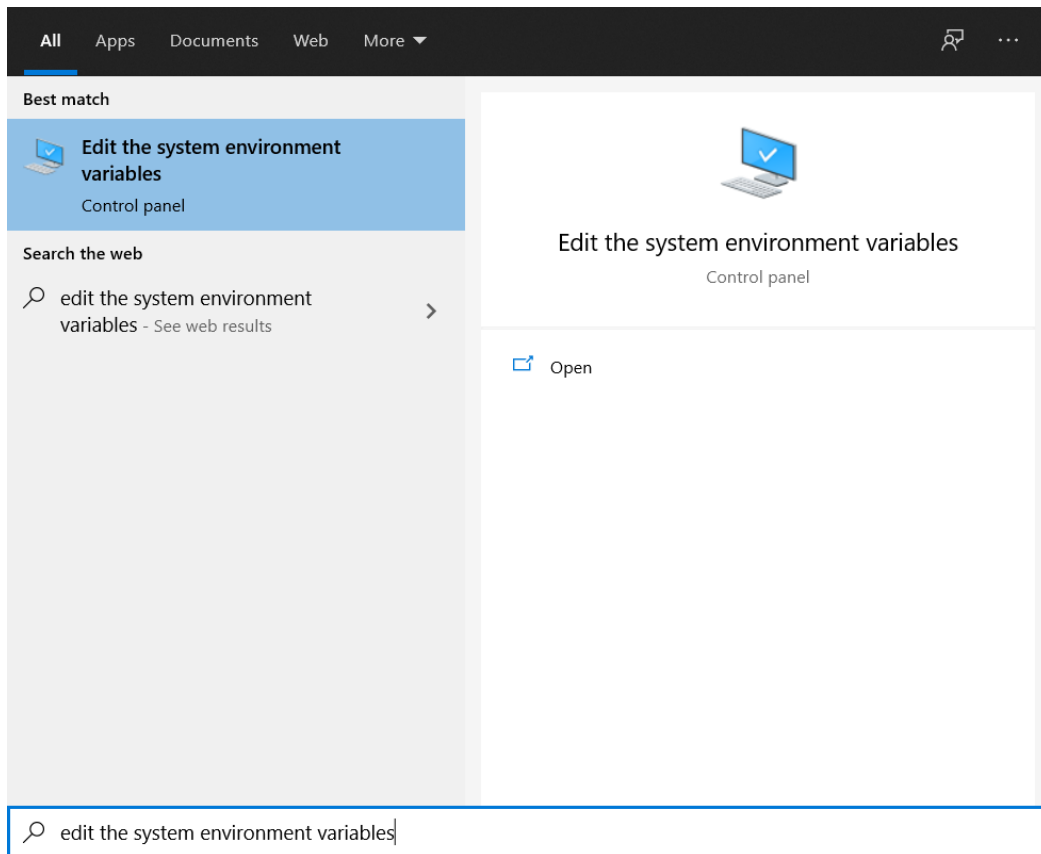 All Apps Documents Web More
Best match
Edit the system environment
variables
Control panel
Search the web
edit the system environment
variables - See web results
Edit the system environment variables
Control panel
Open
edit the system environment variables